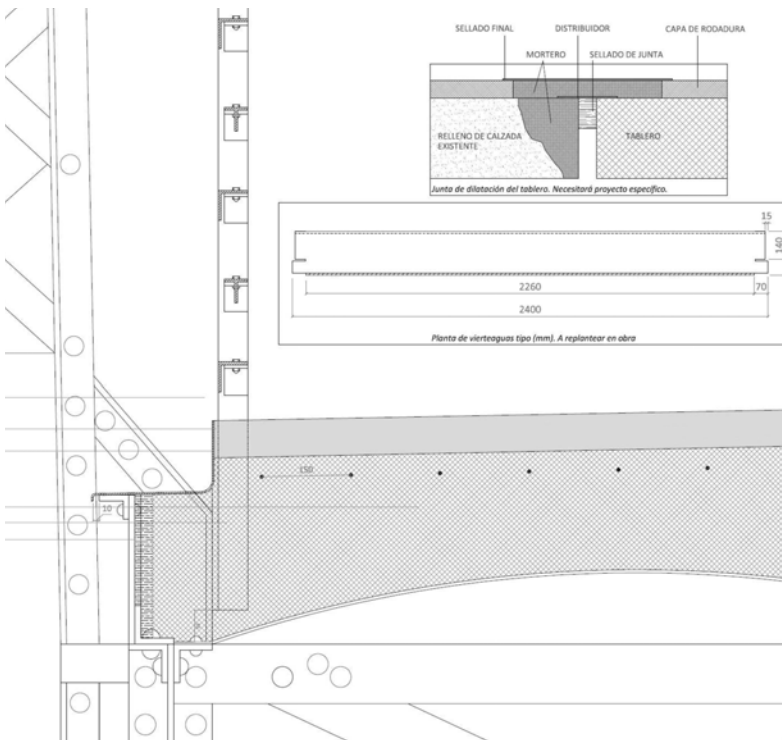 SELLADO FINAL DISTRIBUIDOR CAPA DE RODADURA
MORTERO SELLADO DE JUNTA
RELLENO DE CALZADA
EXISTENTE
TABLERO
Junta de dilatación del tablero. Necesitará proyecto específico.
15
140
2260 70
2400
Planta de vierteaguas tipo (mm). A replantear en obra
150
10